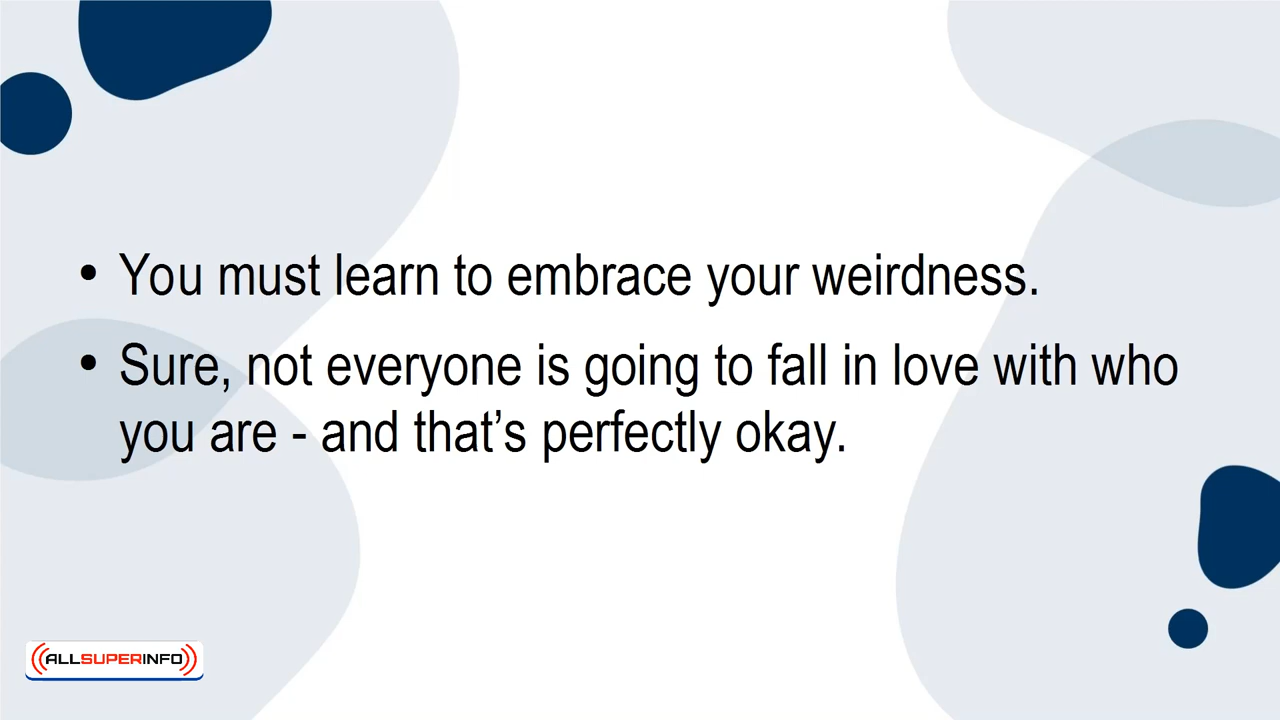 • You must learn to embrace your weirdness.
• Sure, not everyone is going to fall in love with who
you are - and that’s perfectly okay.
ALLSUPERINFO